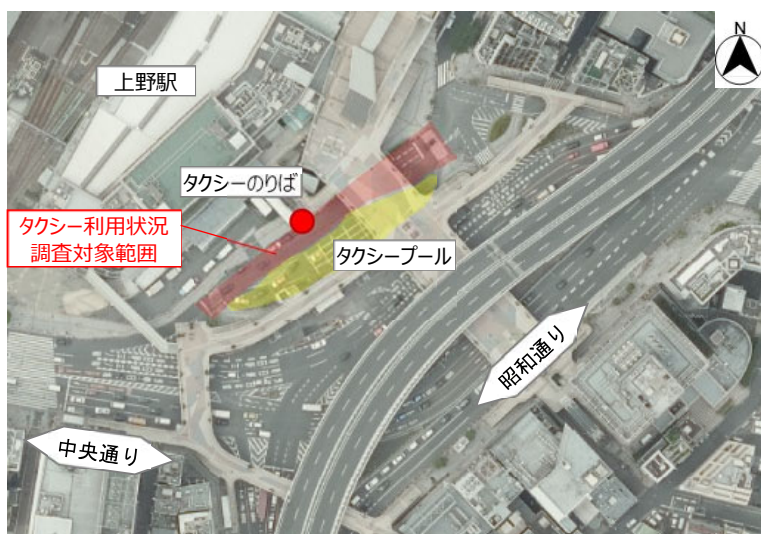 N
上野駅
タクシーのりば
タクシー利用状況
調査対象範囲
タクシープール
昭和通り
中央通り